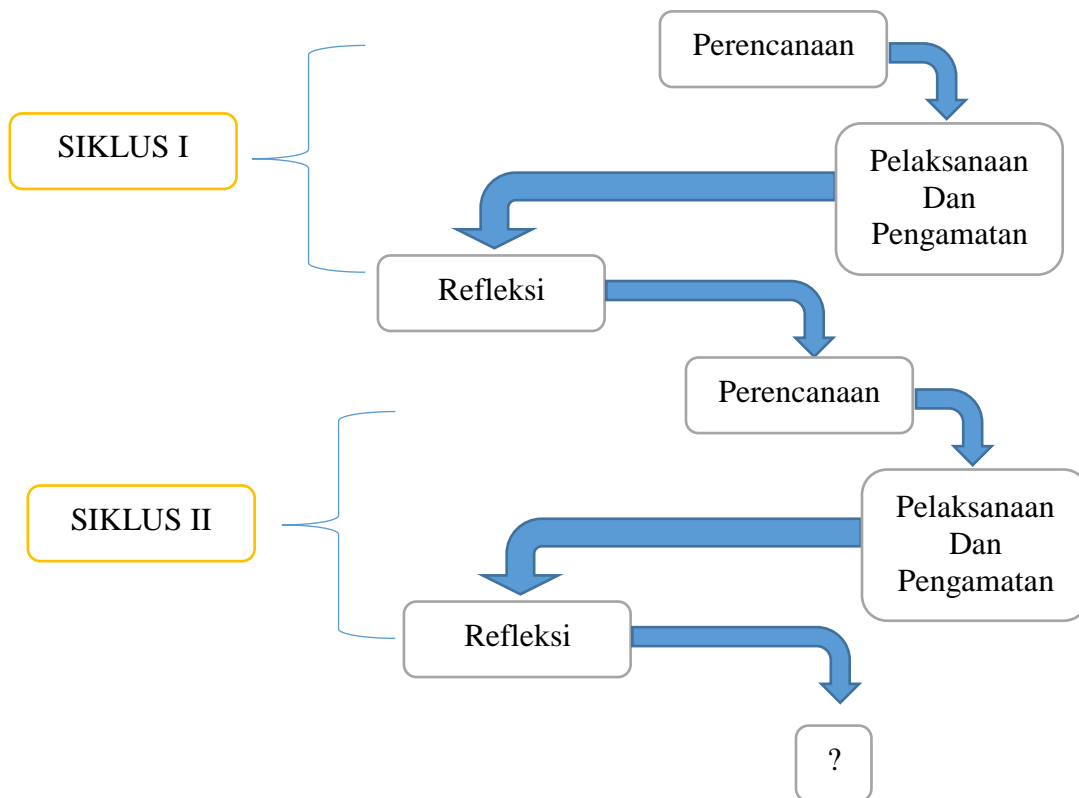 Perencanaan
SIKLUS I
Pelaksanaan
Dan
Pengamatan
Refleksi
Perencanaan
SIKLUS II
Pelaksanaan
Dan
Pengamatan
Refleksi
?